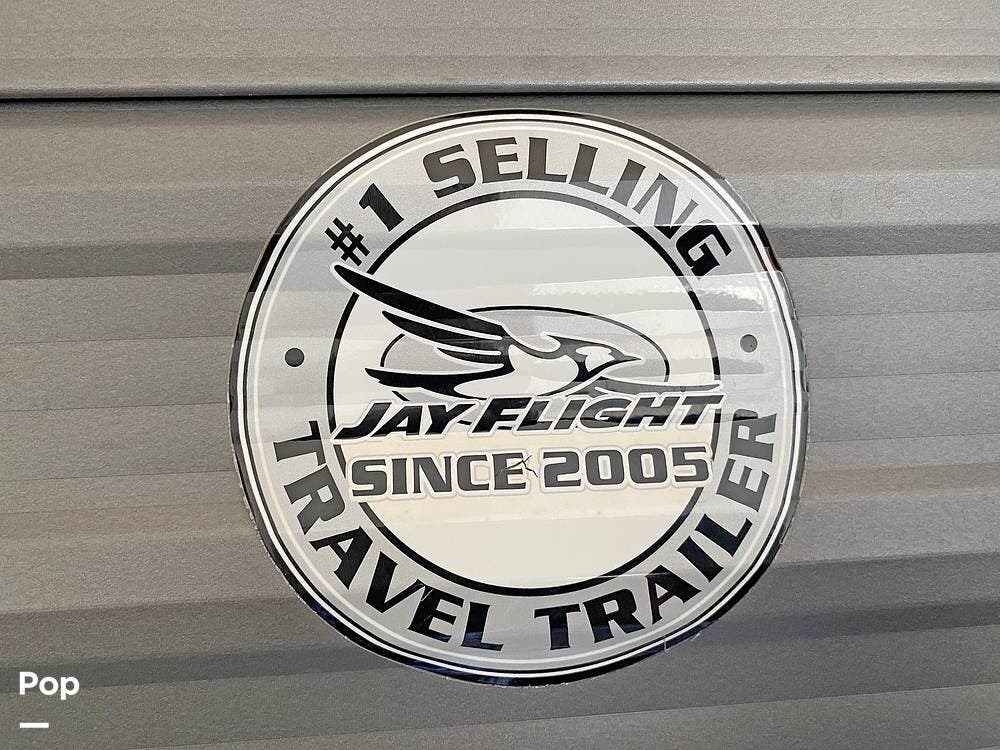 #1 SELLING
JAY-FLIGHT
SINCE 2005
TRAVEL TRAILER
Pop